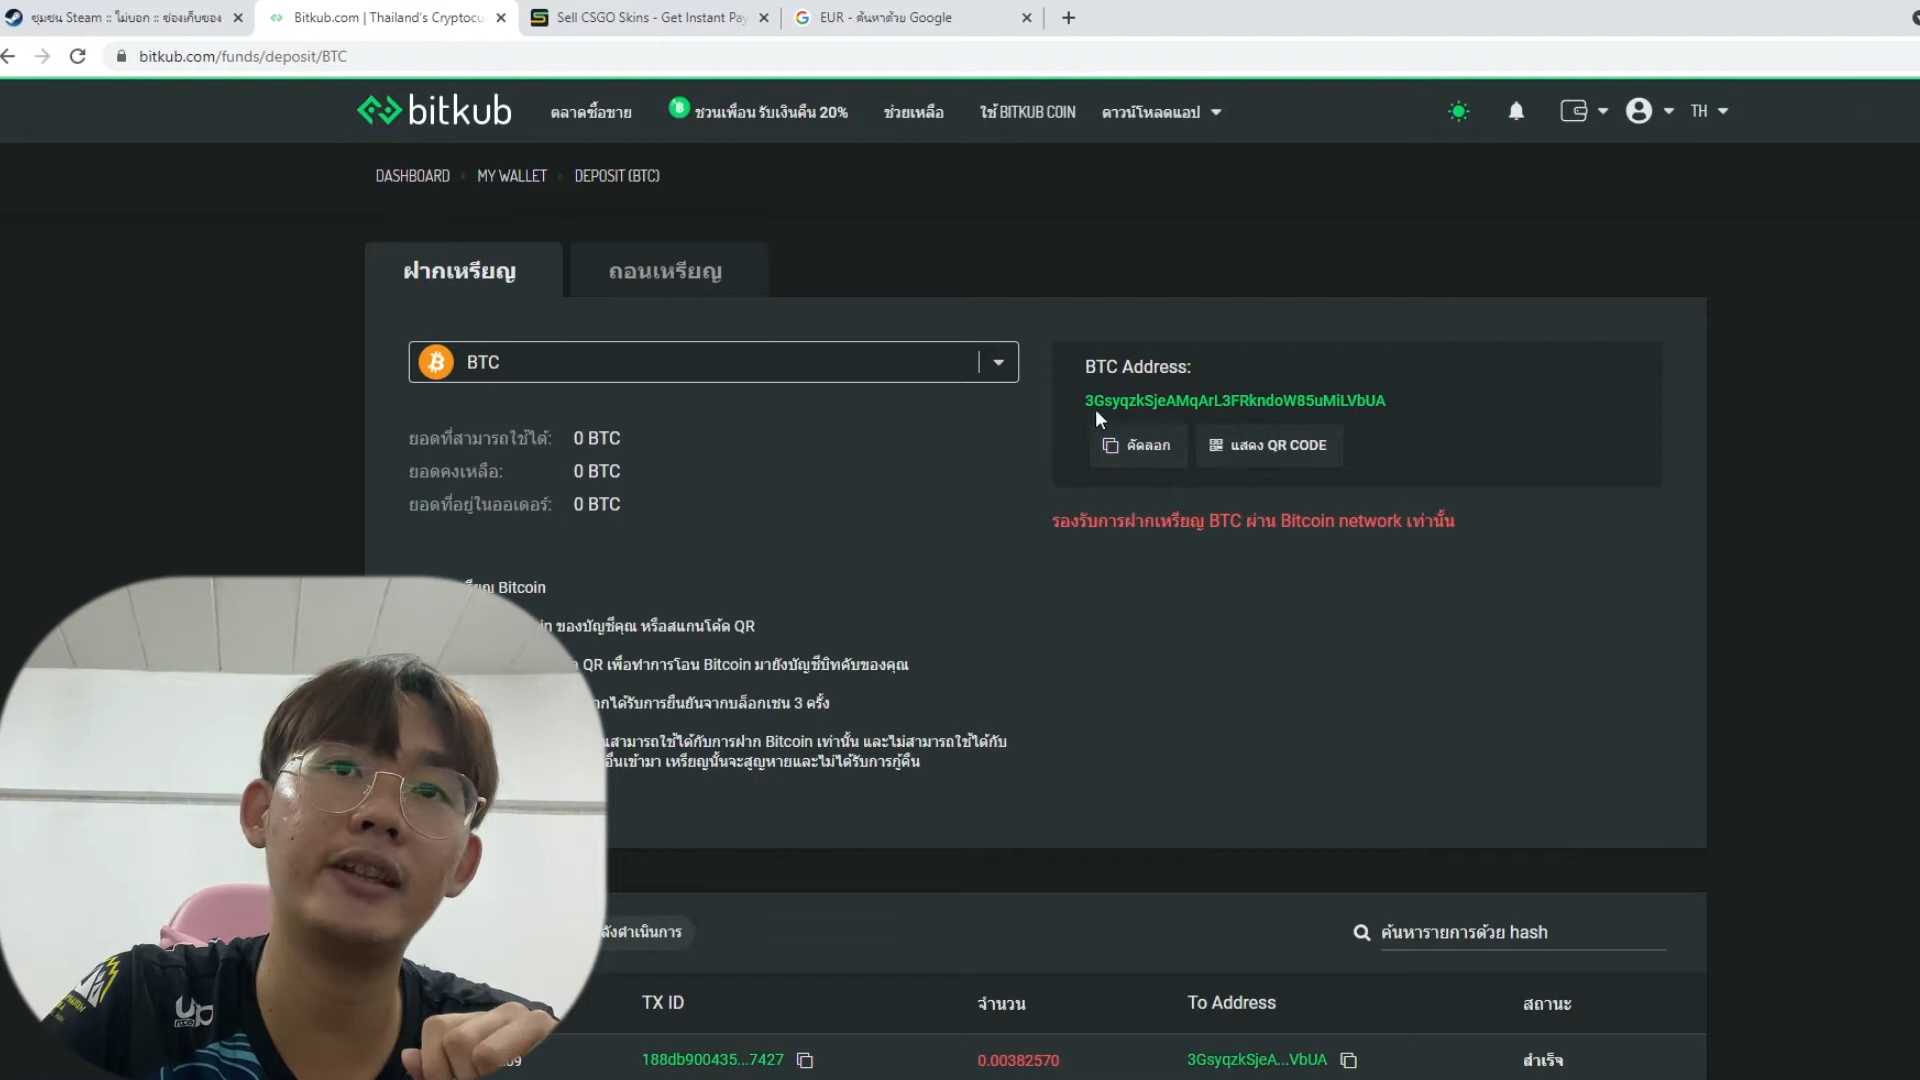 ชุมชน Steam :: ไม่บอก :: ช่องเก็บของ
Bitkub.com | Thailand's Cryptocu
Sell CSGO Skins - Get Instant Pay
EUR - ค้นหาด้วย Google
bitkub.com/funds/deposit/BTC
bitkub
ตลาดซื้อขาย
ชวนเพื่อน รับเงินคืน 20%
ช่วยเหลือ
ใช้ BITKUB COIN
ดาวน์โหลดแอป
TH
DASHBOARD
MY WALLET
DEPOSIT (BTC)
ฝากเหรียญ
ถอนเหรียญ
BTC
BTC Address:
3GsyqzkSjeAMqArL3FRkndoW85uMiLVbUA
คัดลอก
แสดง QR CODE
ยอดที่สามารถใช้ได้: 0 BTC
ยอดคงเหลือ: 0 BTC
ยอดที่อยู่ในออเดอร์: 0 BTC
รองรับการฝากเหรียญ BTC ผ่าน Bitcoin network เท่านั้น
Bitcoin
ของบัญชีคุณ หรือสแกนโค้ด QR
QR เพื่อทำการโอน Bitcoin มายังบัญชีบิทคับของคุณ
ากได้รับการยืนยันจากบล็อกเชน 3 ครั้ง
สามารถใช้ได้กับการฝาก Bitcoin เท่านั้น และไม่สามารถใช้ได้กับ
อื่นเข้ามา เหรียญนั้นจะสูญหายและไม่ได้รับการกู้คืน
ลังดำเนินการ
ค้นหารายการด้วย hash
TX ID
จำนวน
To Address
สถานะ
09
188db900435...7427
0.00382570
3GsyqzkSjeA...VbUA
สำเร็จ